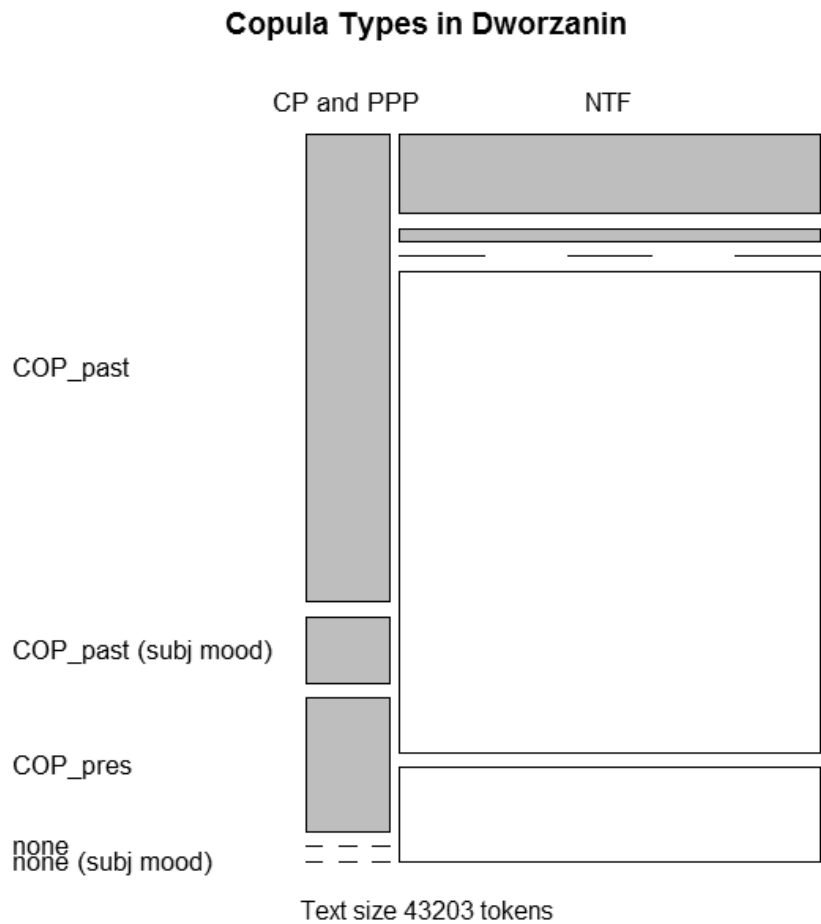 Copula Types in Dworzanin
CP and PPP NTF
COP_past
COP_past (subj mood)
COP_pres
none
none (subj mood)
Text size 43203 tokens